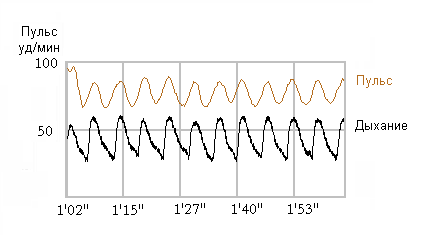 Пульс
уд/мин
100
Пульс
Дыхание
50
1'02" 1'15" 1'27" 1'40" 1'53"